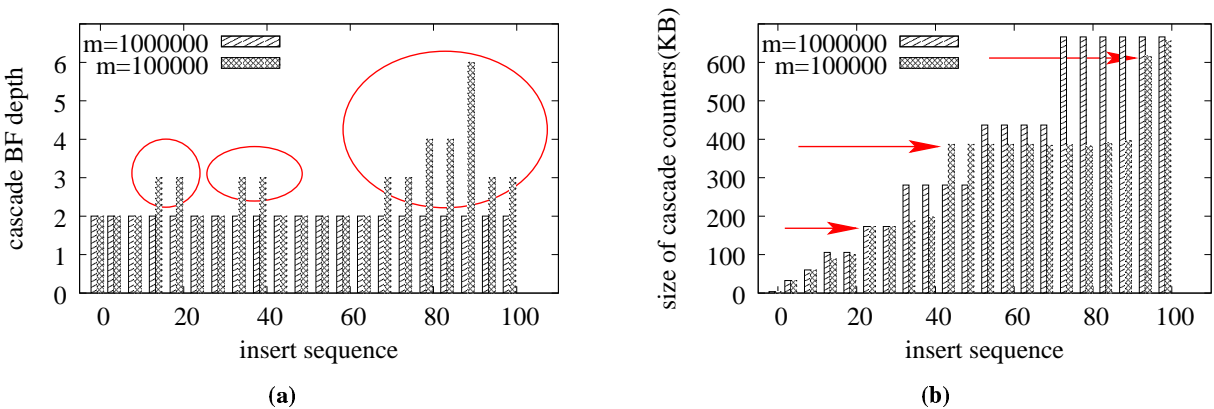 m=1000000
m=100000
cascade BF depth
6
5
4
3
2
1
0
0 20 40 60 80 100
insert sequence
(a)
m=1000000
m=100000
size of cascade counters(KB)
600
500
400
300
200
100
0
0 20 40 60 80 100
insert sequence
(b)